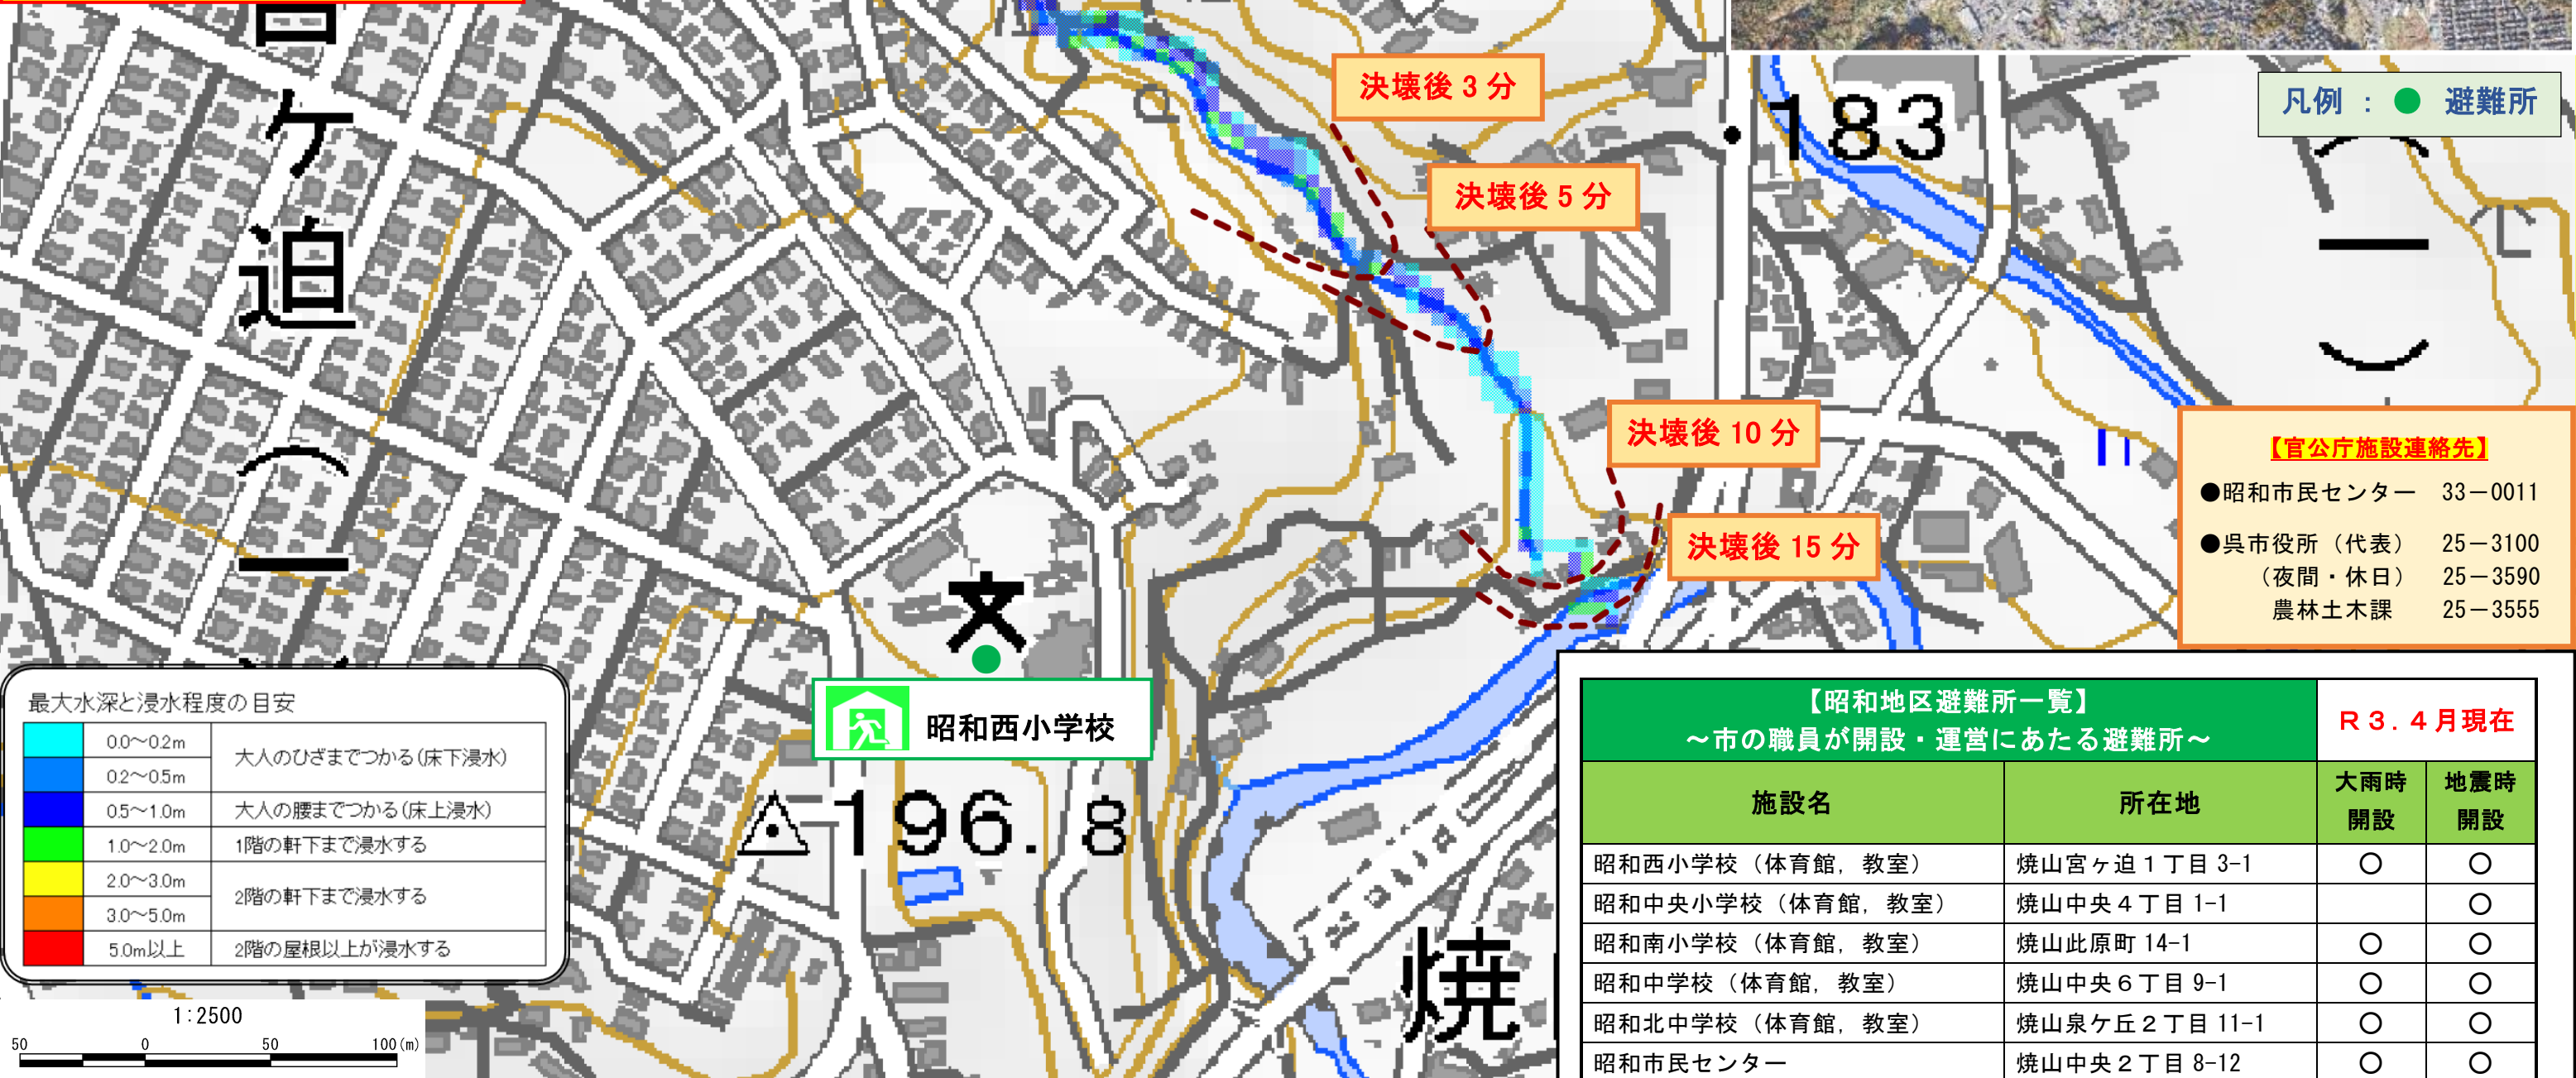 宮ヶ迫（一
決壊後 3 分
決壊後 5 分
決壊後 10 分
決壊後 15 分
183
凡例 : ● 避難所
（一）
【官公庁施設連絡先】
●昭和市民センター 33－0011
●呉市役所（代表） 25－3100
（夜間・休日） 25－3590
農林土木課 25－3555
文
昭和西小学校
196.8
焼
最大水深と浸水程度の目安
0.0～0.2m
大人のひざまでつかる(床下浸水)
0.2～0.5m
0.5～1.0m 大人の腰までつかる(床上浸水)
1.0～2.0m 1階の軒下まで浸水する
2.0～3.0m
2階の軒下まで浸水する
3.0～5.0m
5.0m以上 2階の屋根以上が浸水する
1:2500
50 0 50 100(m)
【昭和地区避難所一覧】
～市の職員が開設・運営にあたる避難所～
Ｒ３.４月現在
施設名 所在地 大雨時開設 地震時開設
昭和西小学校（体育館，教室） 焼山宮ヶ迫１丁目 3-1 ○ ○
昭和中央小学校（体育館，教室） 焼山中央４丁目 1-1 ○
昭和南小学校（体育館，教室） 焼山此原町 14-1 ○ ○
昭和中学校（体育館，教室） 焼山中央６丁目 9-1 ○ ○
昭和北中学校（体育館，教室） 焼山泉ケ丘２丁目 11-1 ○ ○
昭和市民センター 焼山中央２丁目 8-12 ○ ○